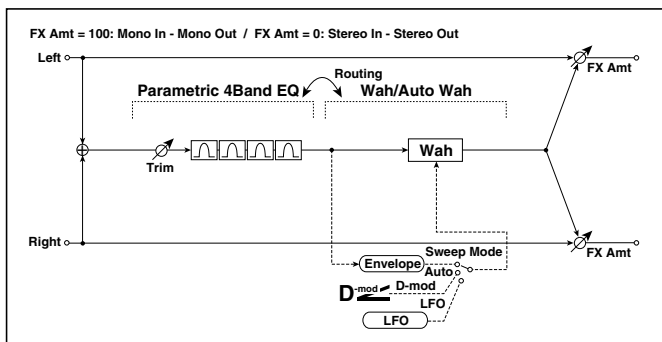 FX Amt = 100: Mono In - Mono Out / FX Amt = 0: Stereo In - Stereo Out
Left
FX Amt
Routing
Parametric 4Band EQ
Wah/Auto Wah
Trim
Wah
Right
FX Amt
Sweep Mode
Envelope
Auto
D-mod
D-mod
LFO
LFO